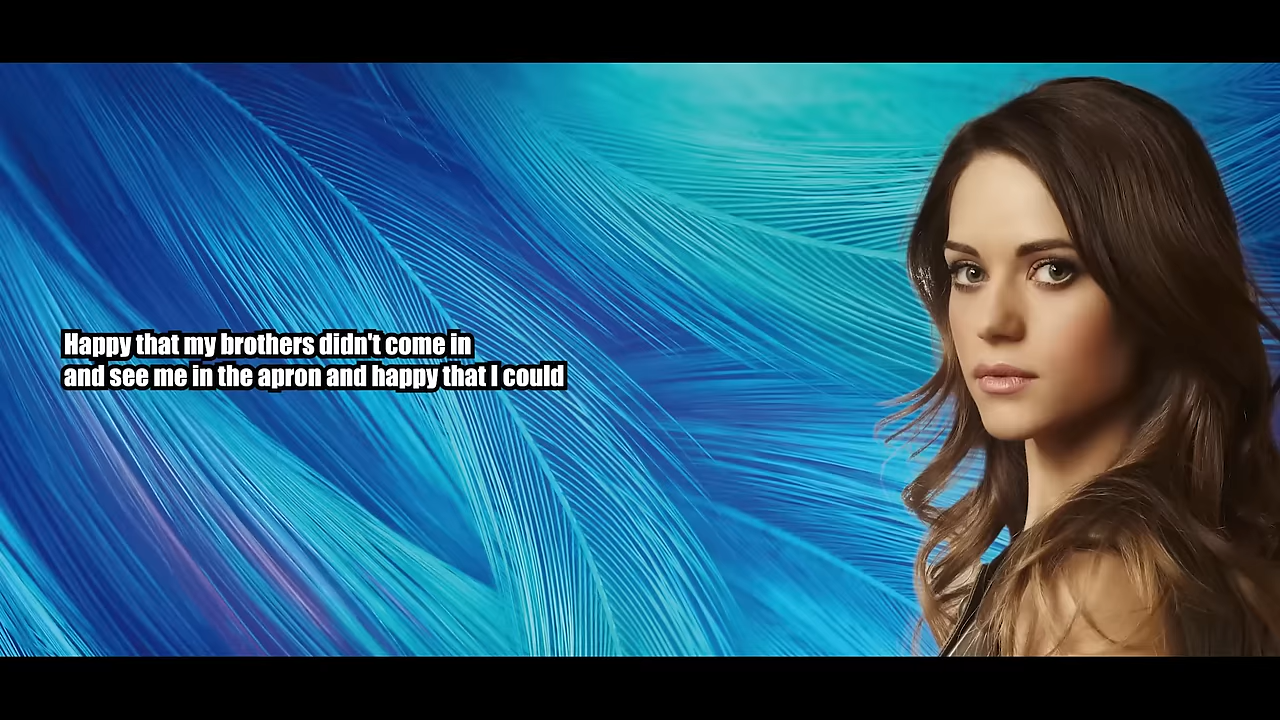 Happy that my brothers didn't come in
and see me in the apron and happy that I could